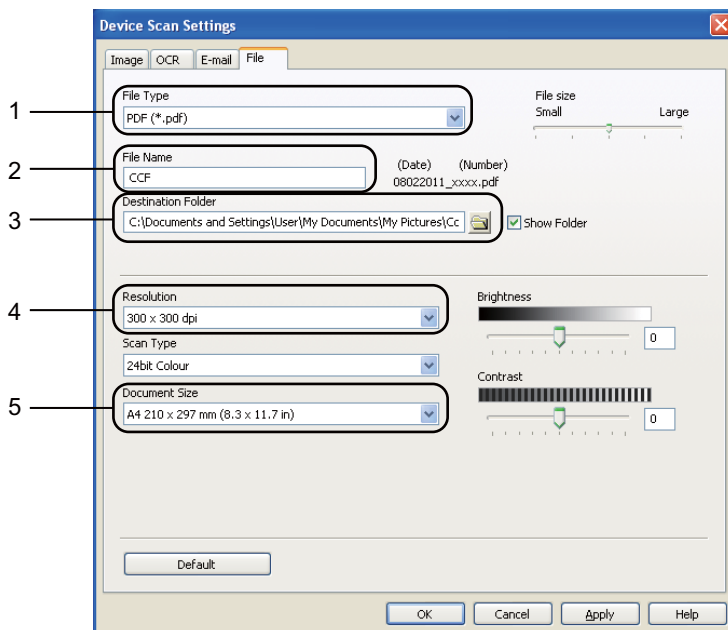 Device Scan Settings
Image OCR E-mail File
1
File Type
PDF (*.pdf)
File size
Small Large
2
File Name
CCF
(Date) (Number)
08022011_xxxx.pdf
3
Destination Folder
C:\Documents and Settings\User\My Documents\My Pictures\Cc
Show Folder
4
Resolution
300 x 300 dpi
Brightness
0
Scan Type
24bit Colour
Contrast
0
5
Document Size
A4 210 x 297 mm (8.3 x 11.7 in)
Default
OK Cancel Apply Help